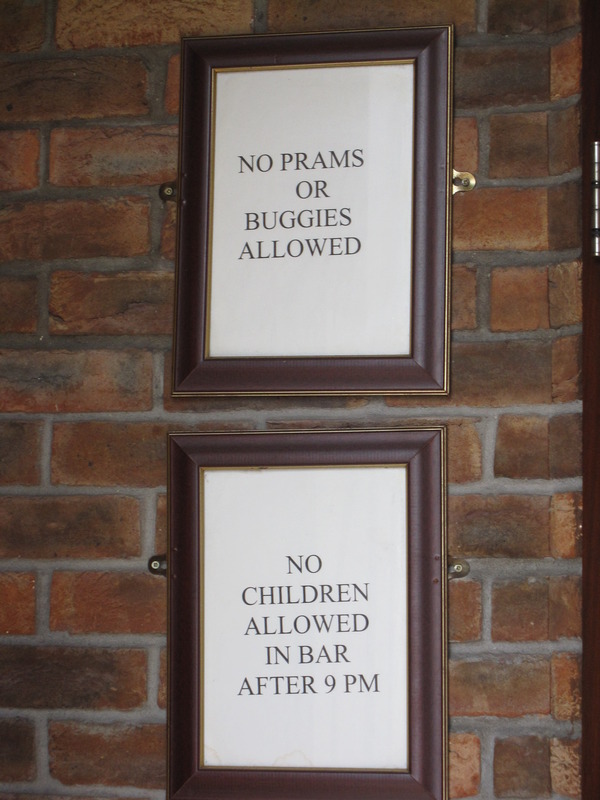 NO PRAMS
OR
BUGGIES
ALLOWED
NO
CHILDREN
ALLOWED
IN BAR
AFTER 9 PM